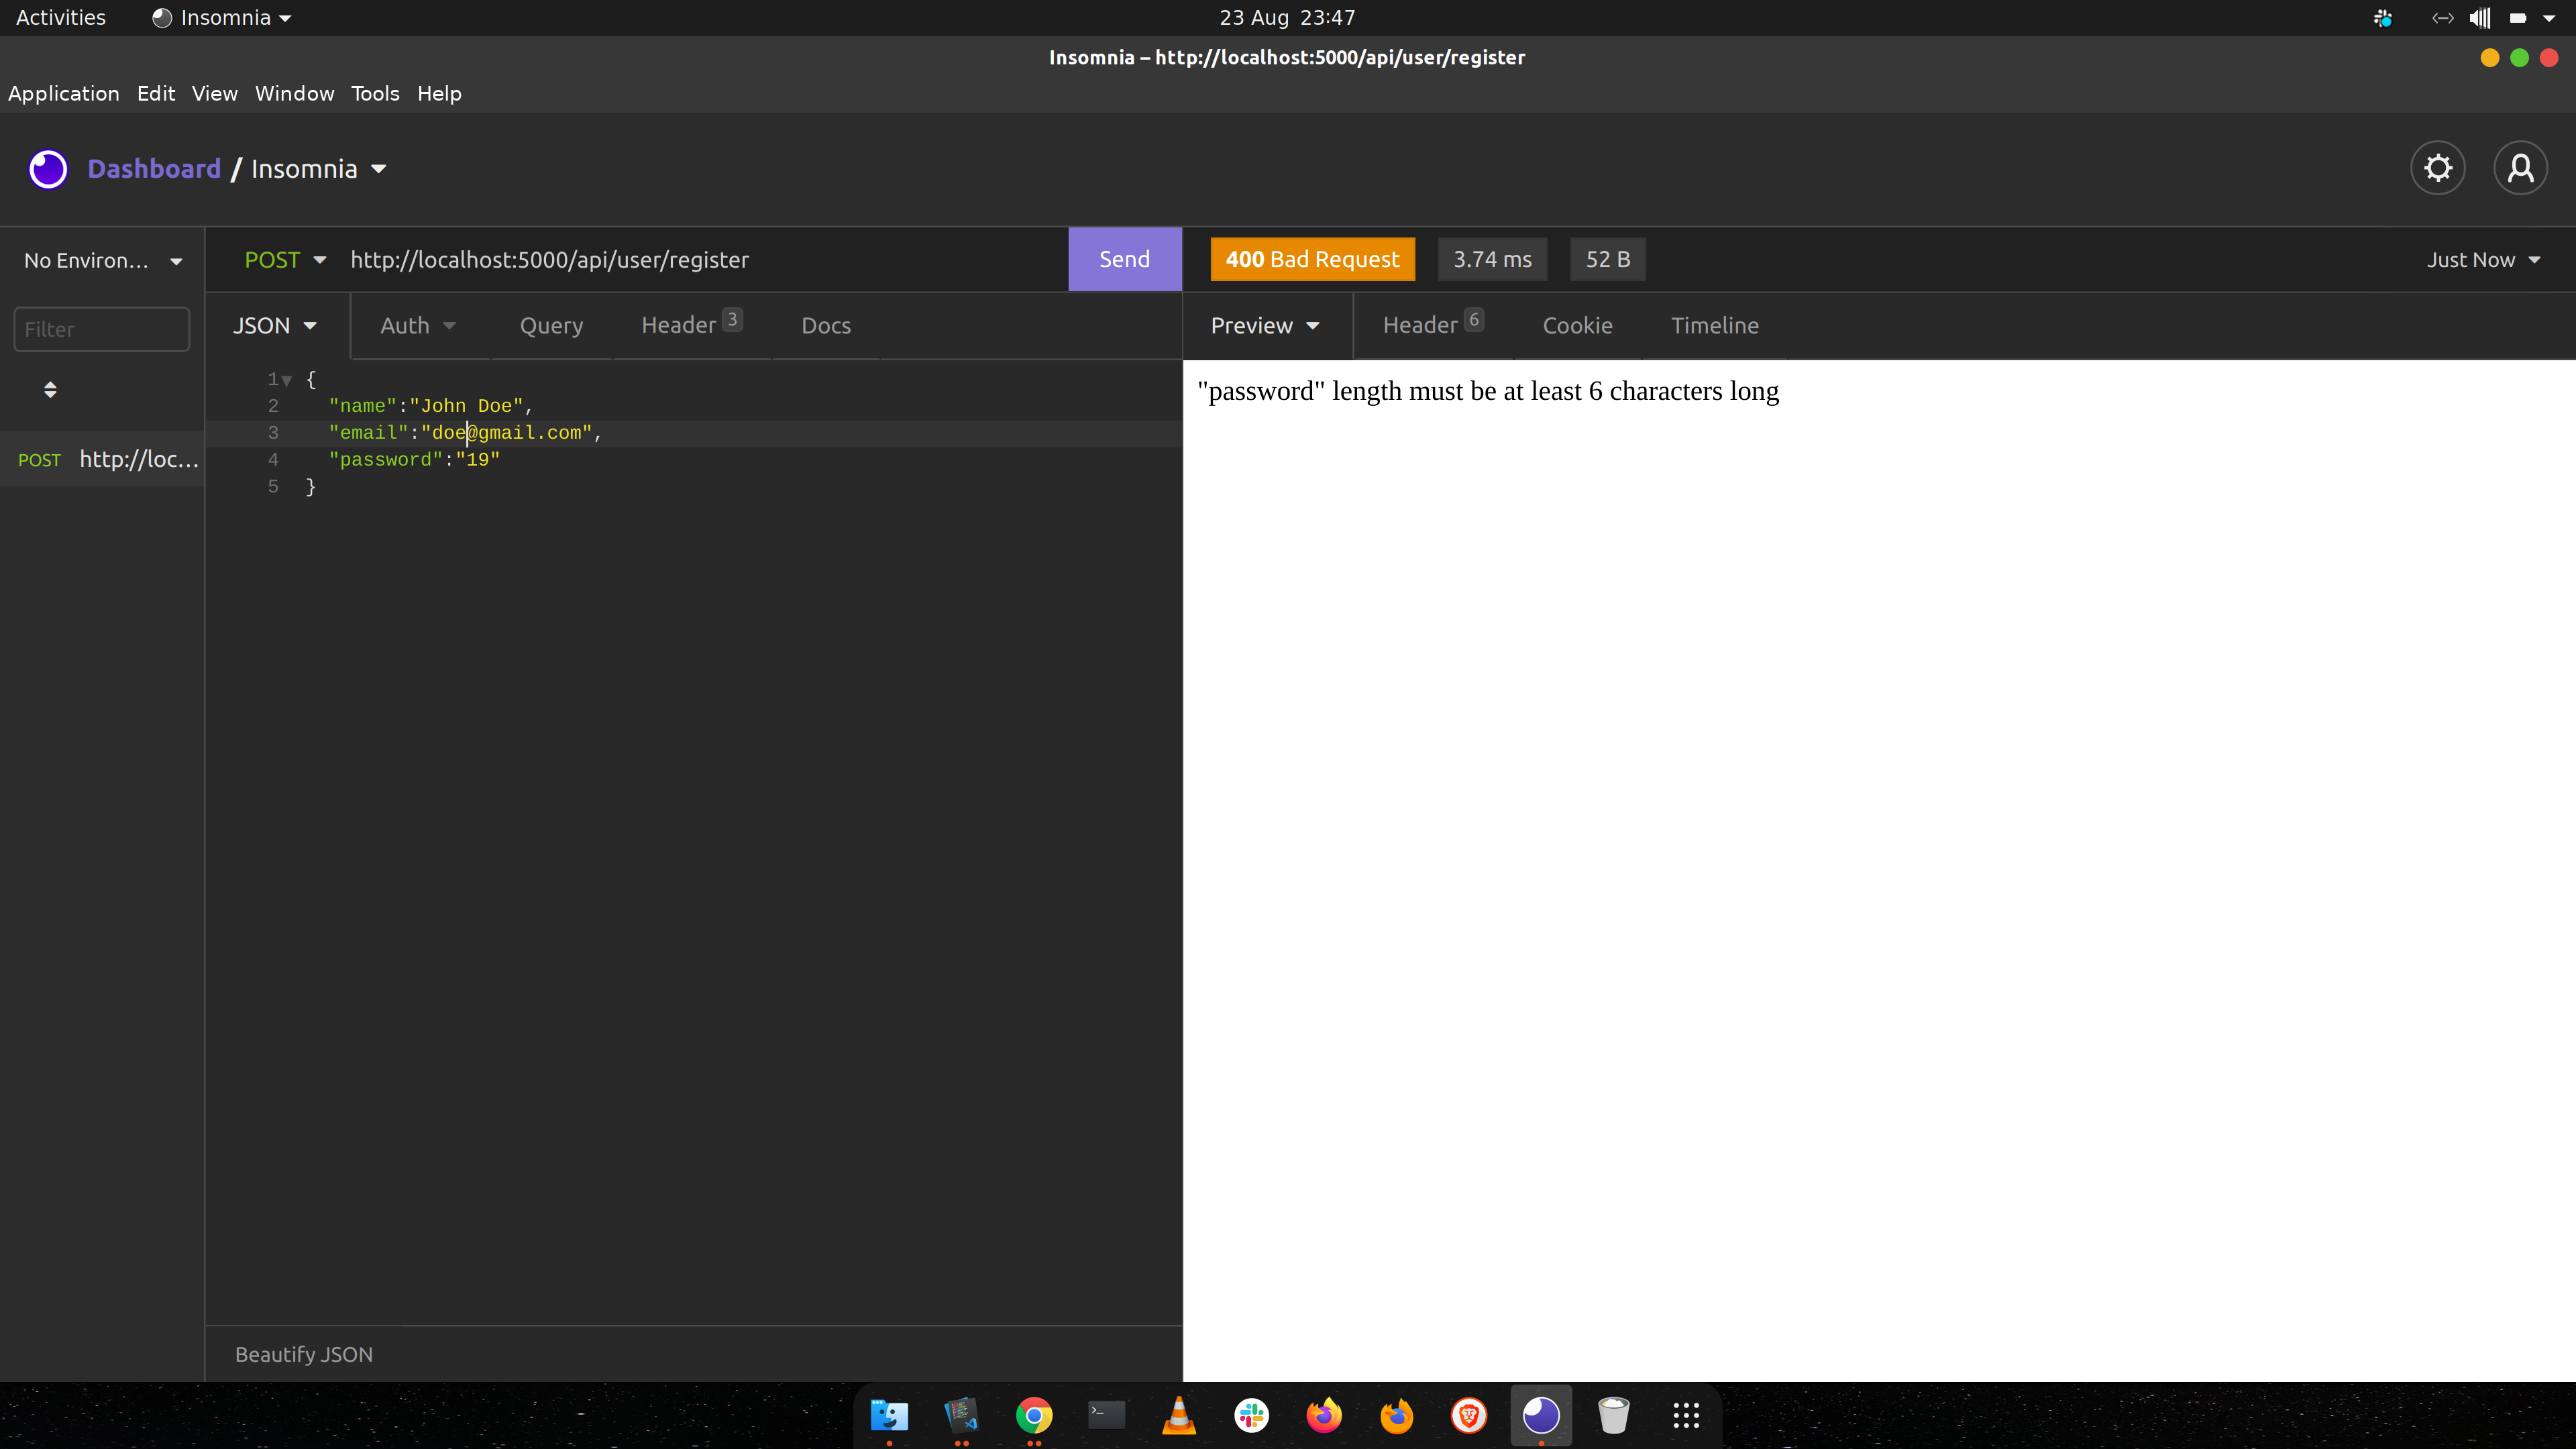 Activities Insomnia 23 Aug 23:47
Insomnia – http://localhost:5000/api/user/register
Application Edit View Window Tools Help
Dashboard / Insomnia
No Environ... POST http://localhost:5000/api/user/register Send 400 Bad Request 3.74 ms 52 B Just Now
Filter JSON Auth Query Header 3 Docs Preview Header 6 Cookie Timeline
1 {
2 "name":"John Doe",
3 "email":"doe@gmail.com",
4 "password":"19"
5 }
"password" length must be at least 6 characters long
POST http://loc...
Beautify JSON